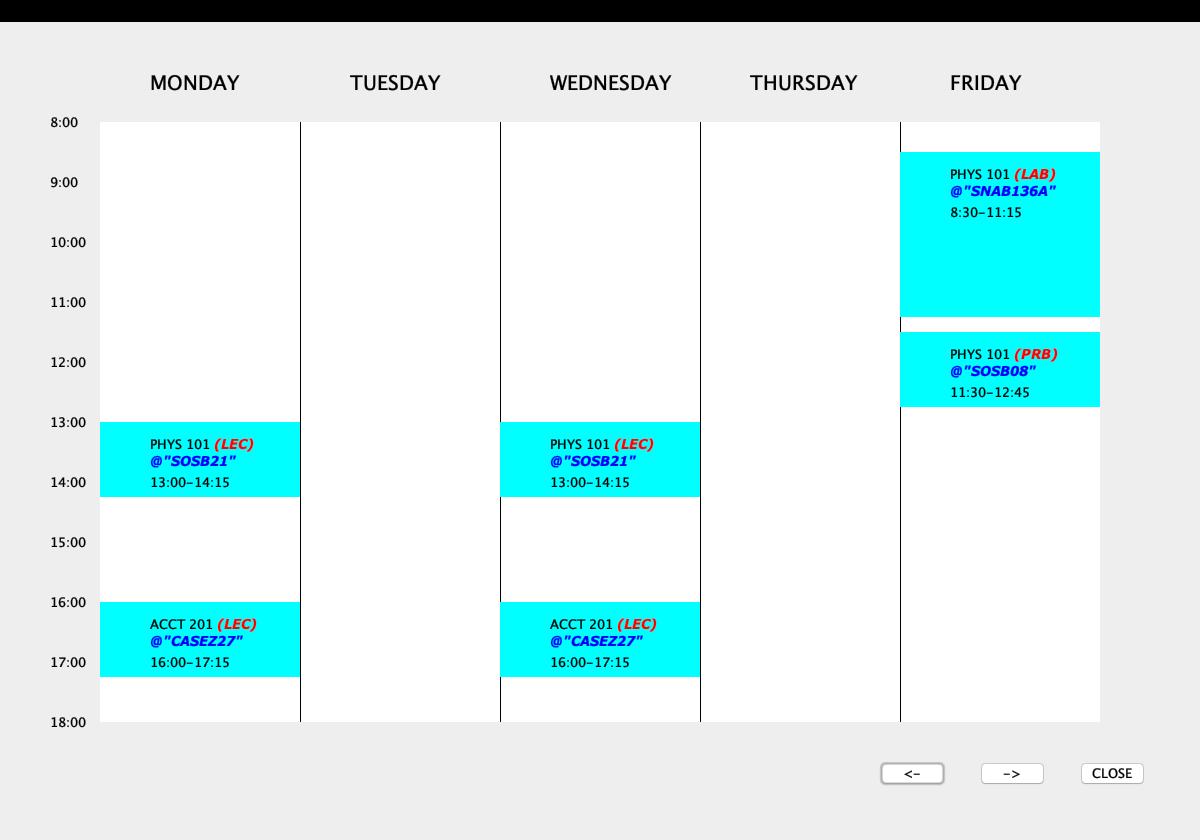 MONDAY TUESDAY WEDNESDAY THURSDAY FRIDAY
8:00
9:00
10:00
11:00
12:00
13:00
14:00
15:00
16:00
17:00
18:00
PHYS 101 (LEC)
@"SOSB21"
13:00-14:15
ACCT 201 (LEC)
@"CASEZ27"
16:00-17:15
PHYS 101 (LEC)
@"SOSB21"
13:00-14:15
ACCT 201 (LEC)
@"CASEZ27"
16:00-17:15
PHYS 101 (LAB)
@"SNAB136A"
8:30-11:15
PHYS 101 (PRB)
@"SOSB08"
11:30-12:45
<- -> CLOSE